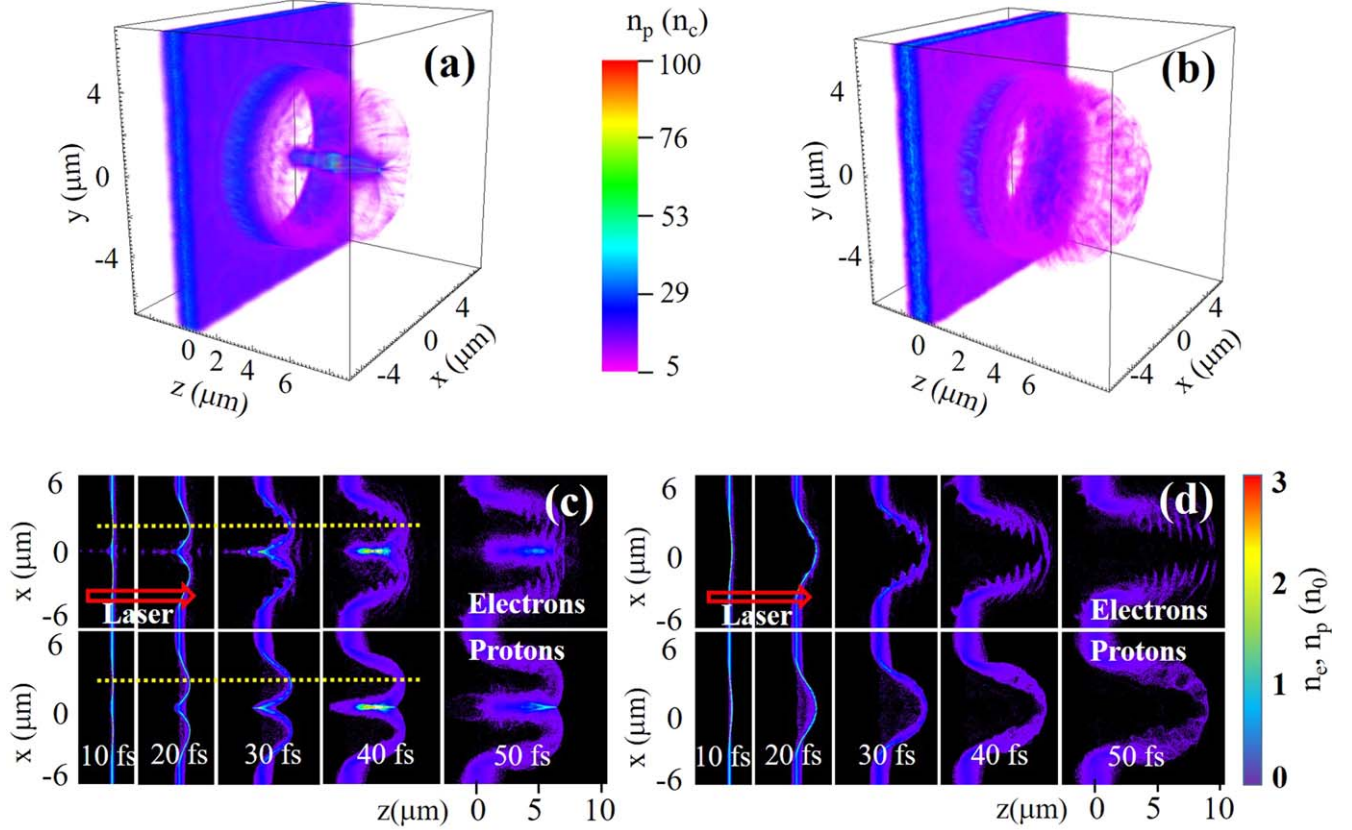 n_p (n_c)
(a)
(b)
100
76
53
29
5
4
0
-4
y (μm)
0
2
4
6
z (μm)
-4
0
4
x (μm)
4
0
-4
y (μm)
0
2
4
6
z (μm)
-4
0
4
x (μm)
(c)
6
0
-6
x (μm)
Laser
Electrons
6
0
-6
x (μm)
Protons
10 fs
20 fs
30 fs
40 fs
50 fs
0
5
10
z(μm)
(d)
6
0
-6
x (μm)
Laser
Electrons
6
0
-6
x (μm)
Protons
10 fs
20 fs
30 fs
40 fs
50 fs
0
5
10
z(μm)
3
2
1
0
n_e, n_p (n_0)